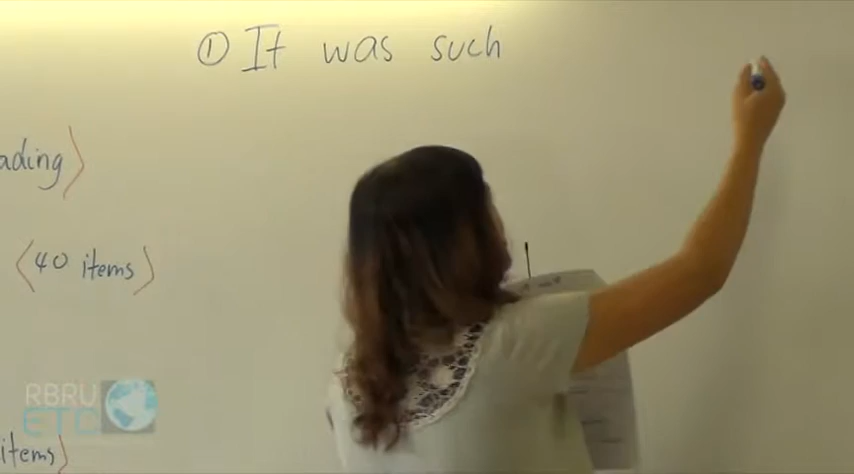 ① It was such
ading>
<40 items>
RBRU
ETC
items>